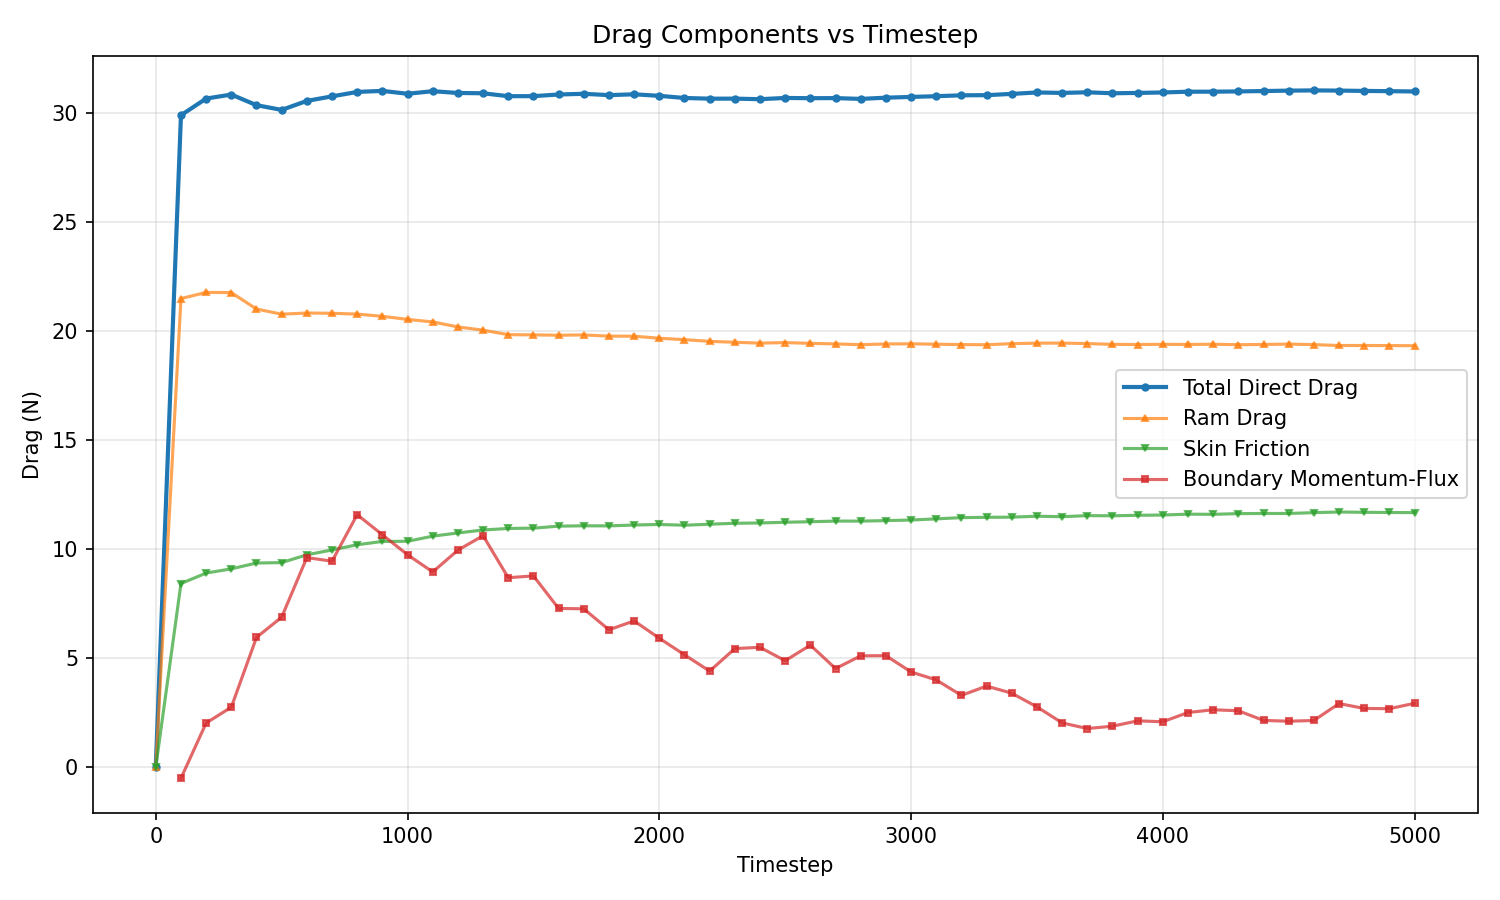 Drag Components vs Timestep
Drag (N)
30
25
20
15
10
5
0
Total Direct Drag
Ram Drag
Skin Friction
Boundary Momentum-Flux
0 1000 2000 3000 4000 5000
Timestep